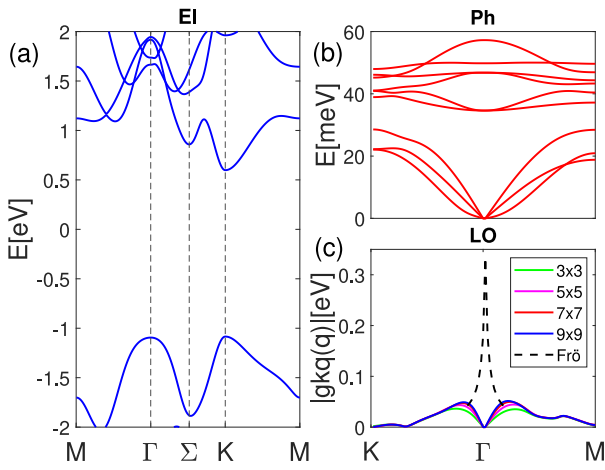 El
(a)
E[eV]
2
1.5
1
0.5
0
-0.5
-1
-1.5
-2
M
Γ
Σ
K
M
Ph
(b)
E[meV]
60
40
20
0
LO
(c)
|gkq(q)|[eV]
0.3
0.2
0.1
0
3x3
5x5
7x7
9x9
Frö
K
Γ
M